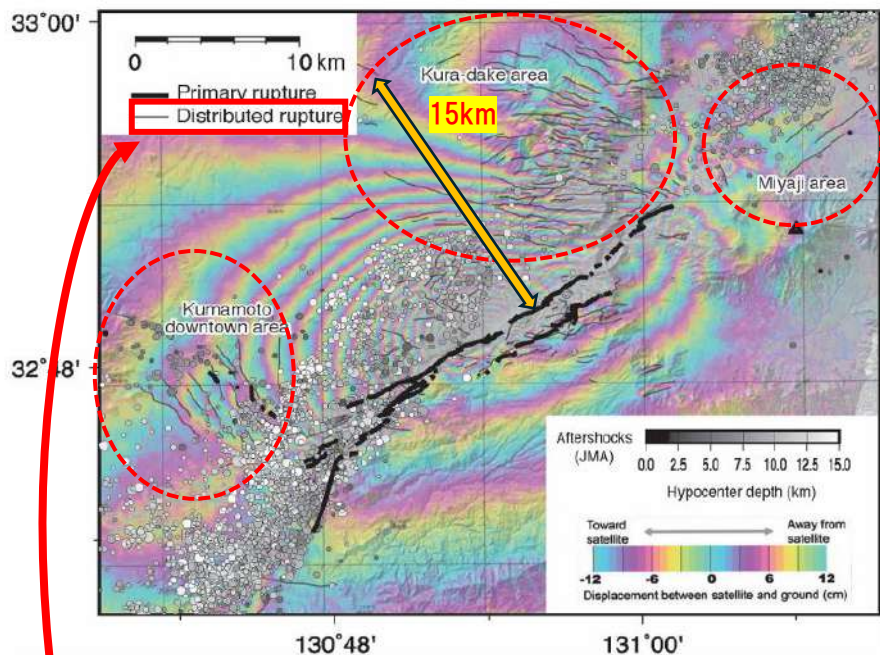 33°00'
0
10 km
Primary rupture
Distributed rupture
Kura-dake area
15km
Miyaji area
Kumamoto
downtown area
32°48'
Aftershocks
(JMA)
0.0 2.5 5.0 7.5 10.0 12.5 15.0
Hypocenter depth (km)
Toward
satellite
Away from
satellite
-12 -6 0 6 12
Displacement between satellite and ground (cm)
130°48'
131°00'